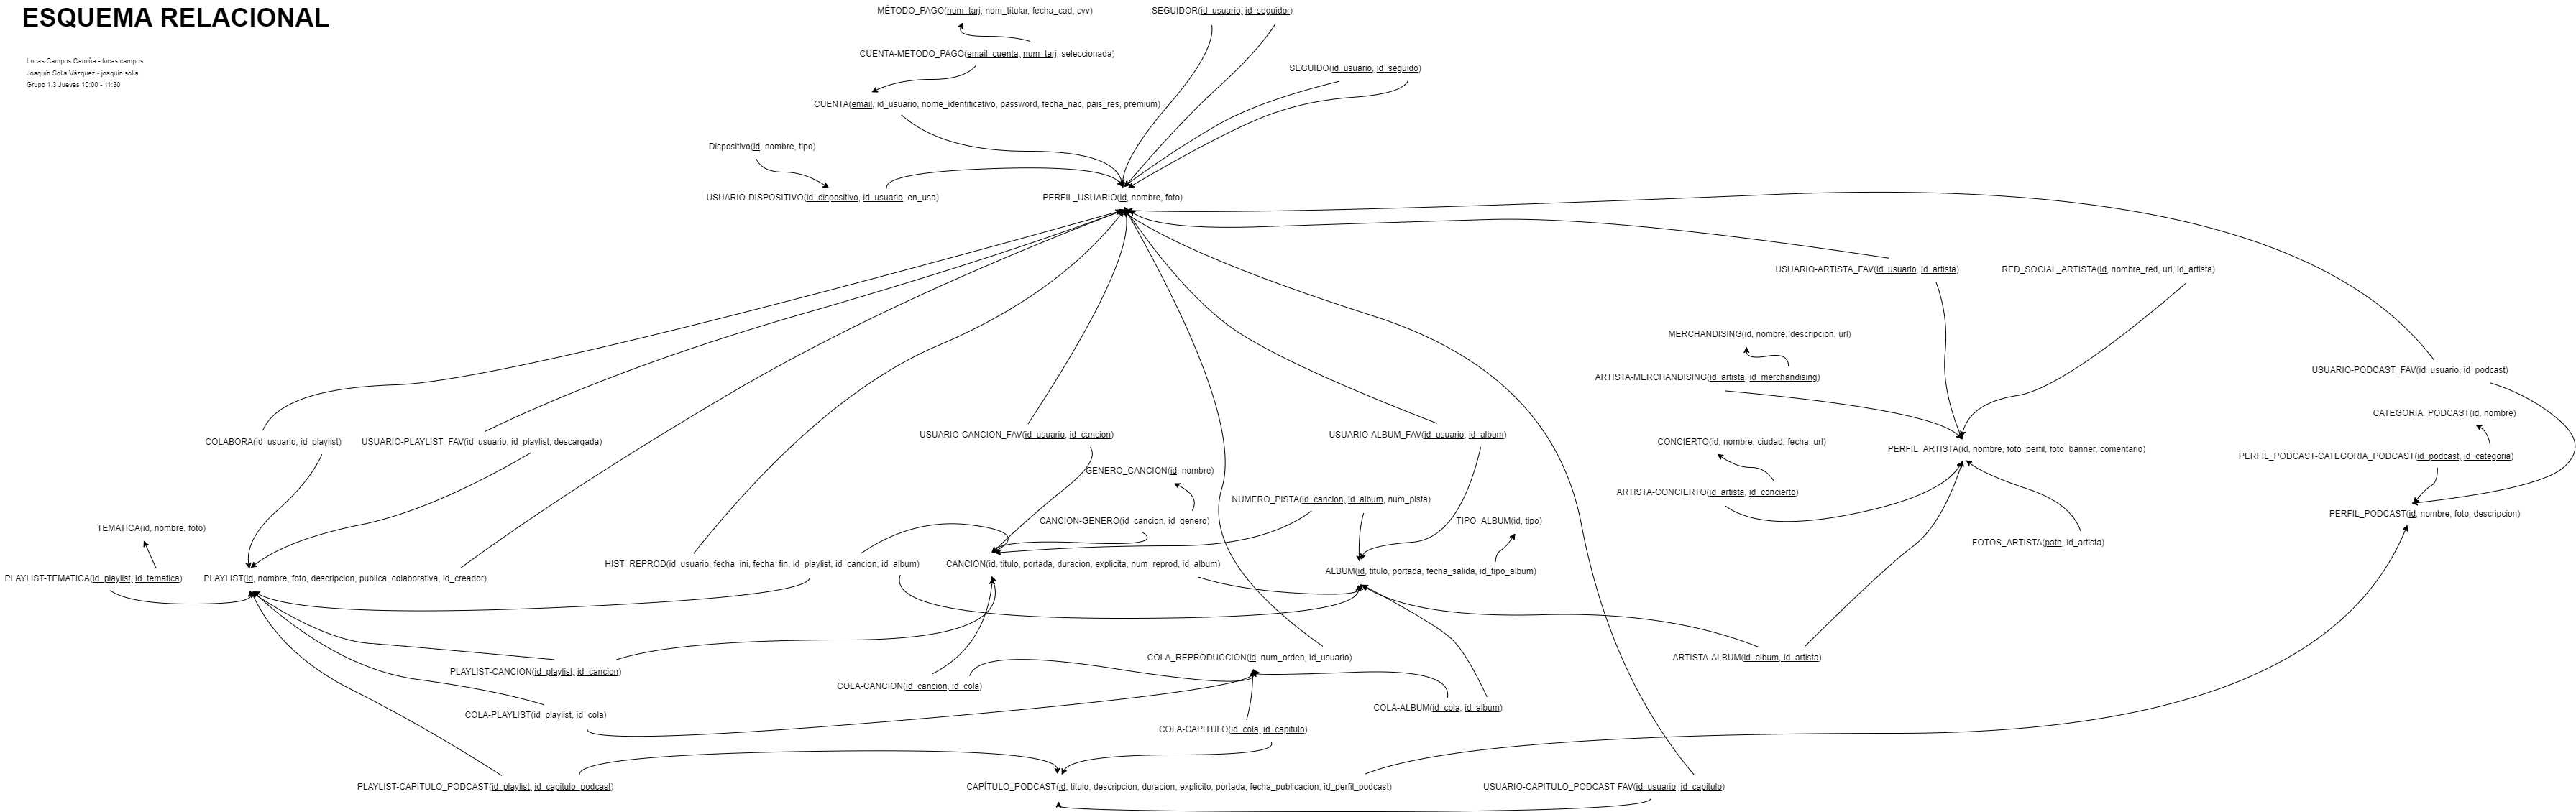 ESQUEMA RELACIONAL
Lucas Campos Camiña - lucas.campos
Joaquín Solla Vázquez - joaquin.solla
Grupo 1.3 Jueves 10:00 - 11:30
MÉTODO_PAGO(num_tarj, nom_titular, fecha_cad, cvv)
SEGUIDOR(id_usuario, id_seguidor)
CUENTA-METODO_PAGO(email_cuenta, num_tarj, seleccionada)
SEGUIDO(id_usuario, id_seguido)
CUENTA(email, id_usuario, nome_identificativo, password, fecha_nac, pais_res, premium)
Dispositivo(id, nombre, tipo)
USUARIO-DISPOSITIVO(id_dispositivo, id_usuario, en_uso)
PERFIL_USUARIO(id, nombre, foto)
USUARIO-ARTISTA_FAV(id_usuario, id_artista)
RED_SOCIAL_ARTISTA(id, nombre_red, url, id_artista)
MERCHANDISING(id, nombre, descripcion, url)
ARTISTA-MERCHANDISING(id_artista, id_merchandising)
USUARIO-PODCAST_FAV(id_usuario, id_podcast)
CATEGORIA_PODCAST(id, nombre)
COLABORA(id_usuario, id_playlist)
USUARIO-PLAYLIST_FAV(id_usuario, id_playlist, descargada)
USUARIO-CANCION_FAV(id_usuario, id_cancion)
USUARIO-ALBUM_FAV(id_usuario, id_album)
CONCIERTO(id, nombre, ciudad, fecha, url)
PERFIL_ARTISTA(id, nombre, foto_perfil, foto_banner, comentario)
PERFIL_PODCAST-CATEGORIA_PODCAST(id_podcast, id_categoria)
GENERO_CANCION(id, nombre)
NUMERO_PISTA(id_cancion, id_album, num_pista)
ARTISTA-CONCIERTO(id_artista, id_concierto)
PERFIL_PODCAST(id, nombre, foto, descripcion)
TEMATICA(id, nombre, foto)
CANCION-GENERO(id_cancion, id_genero)
TIPO_ALBUM(id, tipo)
FOTOS_ARTISTA(path, id_artista)
PLAYLIST-TEMATICA(id_playlist, id_tematica)
PLAYLIST(id, nombre, foto, descripcion, publica, colaborativa, id_creador)
HIST_REPROD(id_usuario, fecha_ini, fecha_fin, id_playlist, id_cancion, id_album)
CANCION(id, titulo, portada, duracion, explicita, num_reprod, id_album)
ALBUM(id, titulo, portada, fecha_salida, id_tipo_album)
PLAYLIST-CANCION(id_playlist, id_cancion)
COLA_REPRODUCCION(id, num_orden, id_usuario)
ARTISTA-ALBUM(id_album, id_artista)
COLA-CANCION(id_cancion, id_cola)
COLA-PLAYLIST(id_playlist, id_cola)
COLA-ALBUM(id_cola, id_album)
COLA-CAPITULO(id_cola, id_capitulo)
PLAYLIST-CAPITULO_PODCAST(id_playlist, id_capitulo_podcast)
CAPÍTULO_PODCAST(id, titulo, descripcion, duracion, explicito, portada, fecha_publicacion, id_perfil_podcast)
USUARIO-CAPITULO_PODCAST FAV(id_usuario, id_capitulo)